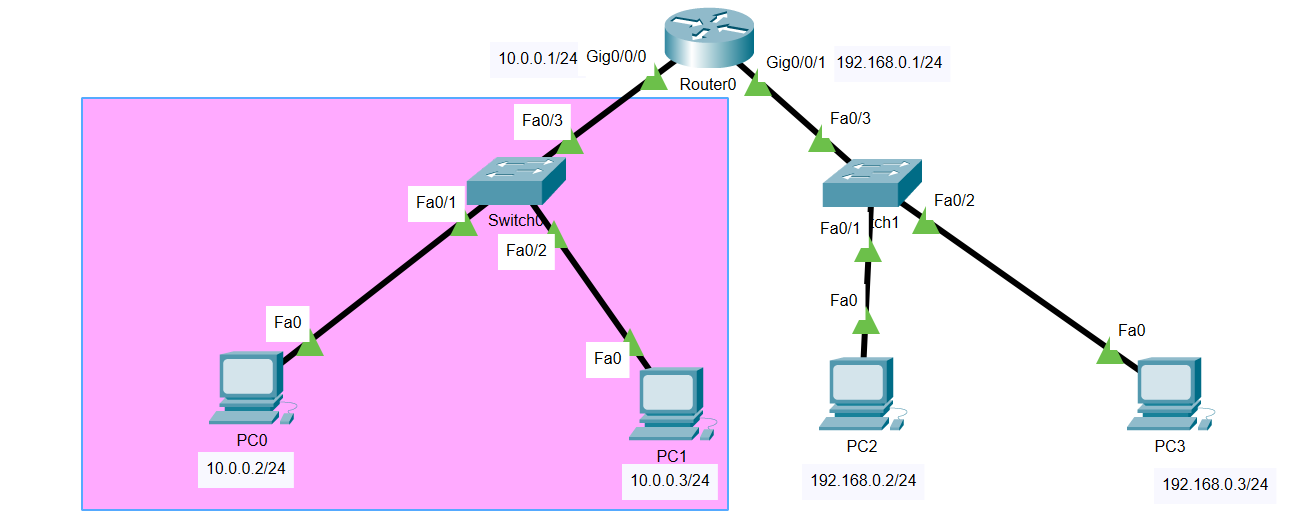 10.0.0.1/24
Gig0/0/0
Router0
Gig0/0/1
192.168.0.1/24
Fa0/3
Fa0/3
Fa0/1
Switch0
Fa0/2
Fa0/1
tch1
Fa0/2
Fa0
Fa0
Fa0
Fa0
PC0
10.0.0.2/24
PC1
10.0.0.3/24
PC2
192.168.0.2/24
PC3
192.168.0.3/24